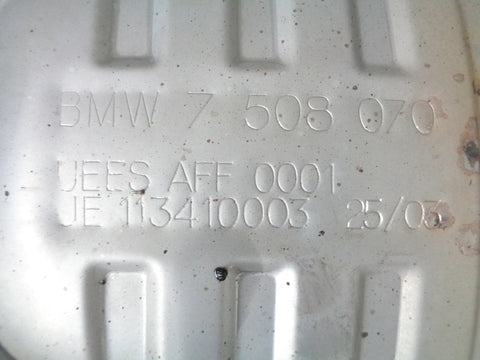 BMW 7 508 070
UEES AFF 0001
JE 113410003 25/03